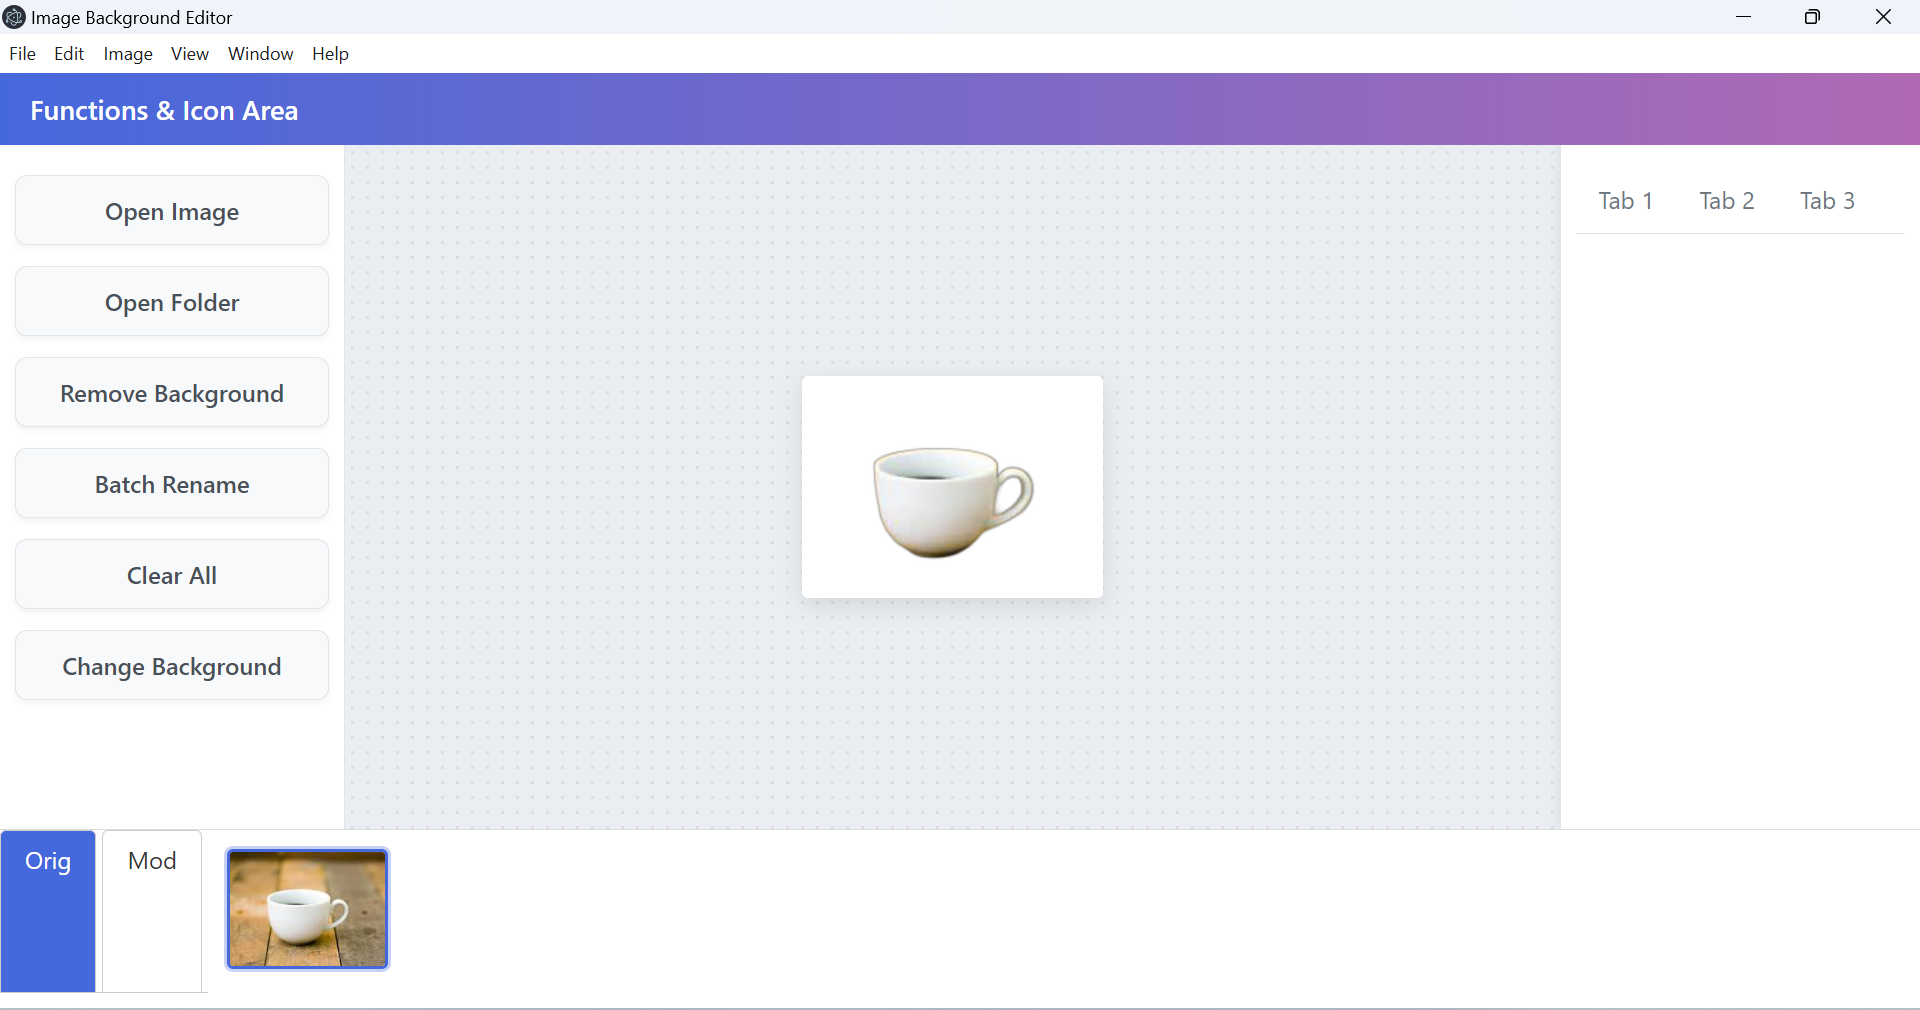 Image Background Editor
File Edit Image View Window Help
Functions & Icon Area
Open Image
Open Folder
Remove Background
Batch Rename
Clear All
Change Background
Tab 1 Tab 2 Tab 3
Orig Mod